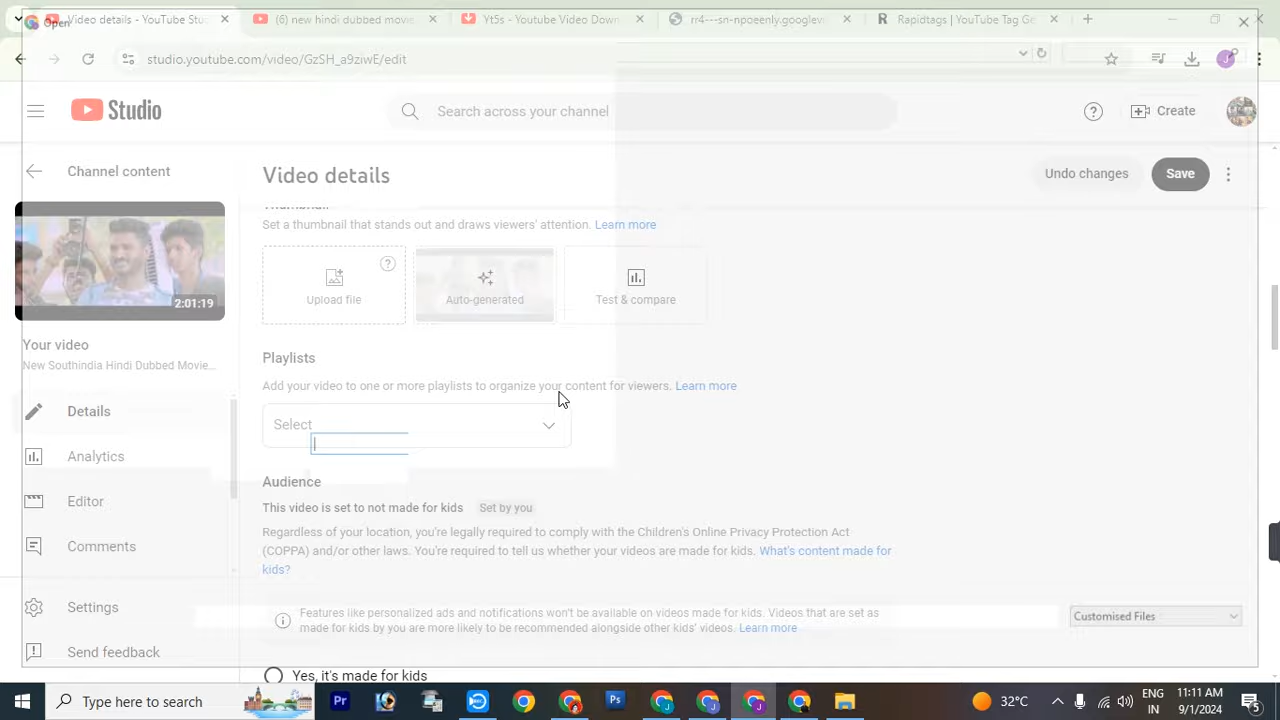 Open
Video details - YouTube Stu
(6) new hindi dubbed movie
Yt5s - Youtube Video Down
rr4---sn-npoeenly.googlevi
Rapidtags | YouTube Tag Ge
studio.youtube.com/video/GzSH_a9ziwE/edit
Studio
Search across your channel
Create
Channel content
Video details
Undo changes
Save
Thumbnail
Set a thumbnail that stands out and draws viewers' attention. Learn more
2:01:19
Upload file
Auto-generated
Test & compare
Your video
New Southindia Hindi Dubbed Movie...
Playlists
Add your video to one or more playlists to organize your content for viewers. Learn more
Select
Details
Analytics
Editor
Comments
Settings
Send feedback
Audience
This video is set to not made for kids Set by you
Regardless of your location, you're legally required to comply with the Children's Online Privacy Protection Act
(COPPA) and/or other laws. You're required to tell us whether your videos are made for kids. What's content made for
kids?
Features like personalized ads and notifications won't be available on videos made for kids. Videos that are set as
made for kids by you are more likely to be recommended alongside other kids' videos. Learn more
Customised Files
Yes, it's made for kids
Type here to search
Pr
Ps
32°C
ENG
IN
11:11 AM
9/1/2024
5